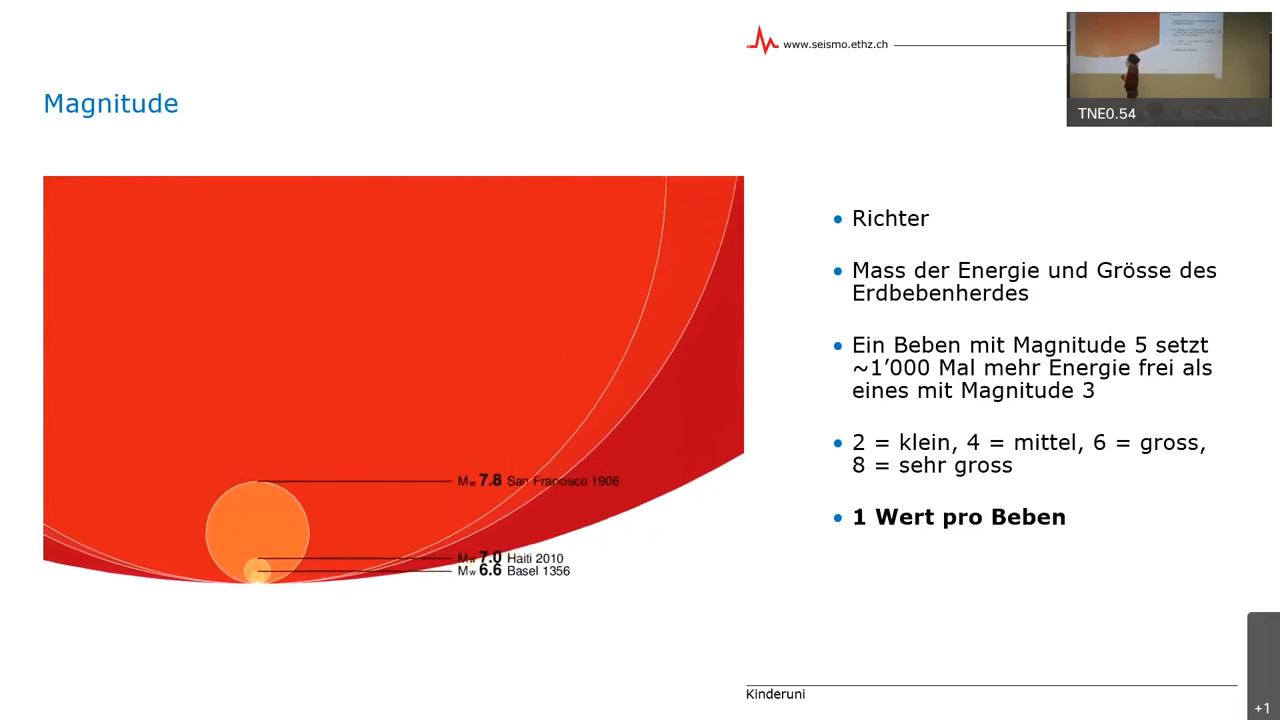 www.seismo.ethz.ch
TNE0.54
Magnitude
• Richter
• Mass der Energie und Grösse des
Erdbebenherdes
• Ein Beben mit Magnitude 5 setzt
~1’000 Mal mehr Energie frei als
eines mit Magnitude 3
• 2 = klein, 4 = mittel, 6 = gross,
8 = sehr gross
• 1 Wert pro Beben
Mw 7.8 San Francisco 1906
Mw 7.0 Haiti 2010
Mw 6.6 Basel 1356
Kinderuni
+1